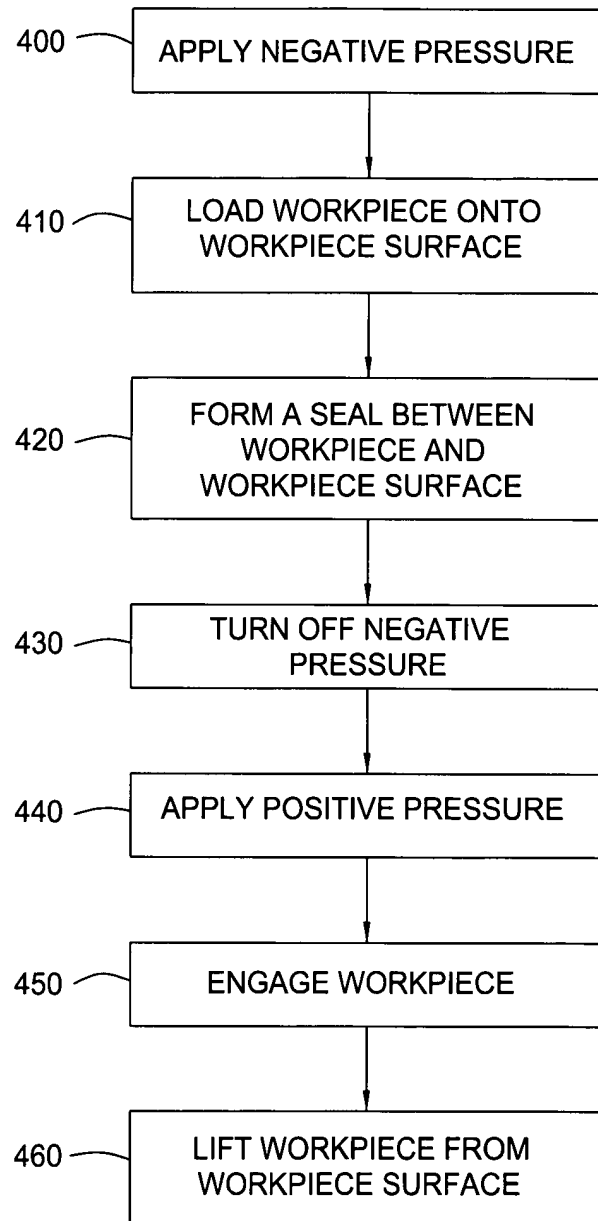 400
APPLY NEGATIVE PRESSURE
410
LOAD WORKPIECE ONTO
WORKPIECE SURFACE
420
FORM A SEAL BETWEEN
WORKPIECE AND
WORKPIECE SURFACE
430
TURN OFF NEGATIVE
PRESSURE
440
APPLY POSITIVE PRESSURE
450
ENGAGE WORKPIECE
460
LIFT WORKPIECE FROM
WORKPIECE SURFACE